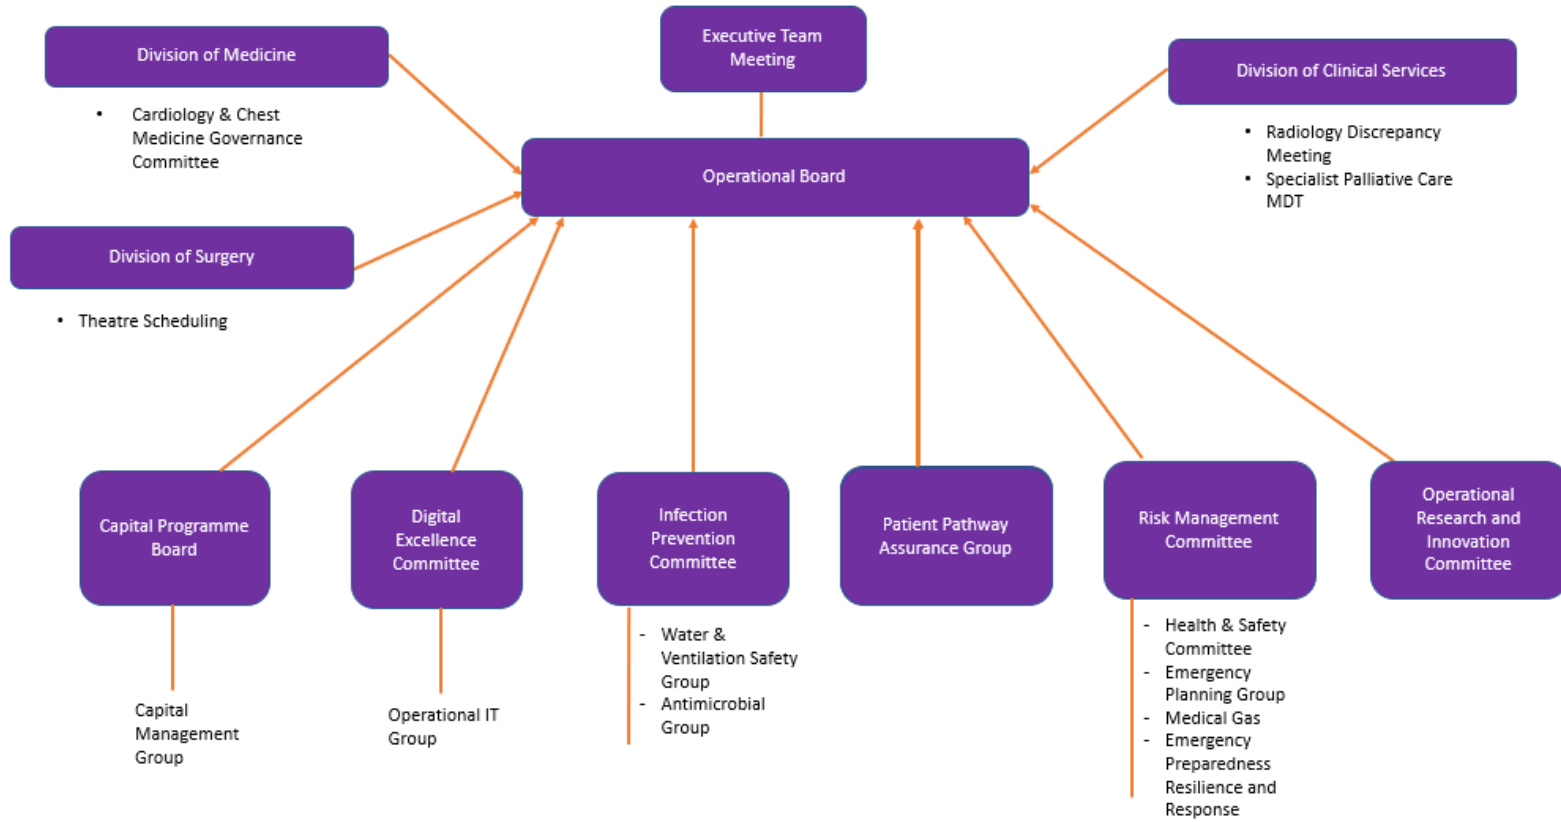 Executive Team
Meeting
Division of Medicine
• Cardiology & Chest
Medicine Governance
Committee
Division of Clinical Services
• Radiology Discrepancy
Meeting
• Specialist Palliative Care
MDT
Operational Board
Division of Surgery
• Theatre Scheduling
Capital Programme
Board
Capital
Management
Group
Digital
Excellence
Committee
Operational IT
Group
Infection
Prevention
Committee
- Water &
Ventilation Safety
Group
- Antimicrobial
Group
Patient Pathway
Assurance Group
Risk Management
Committee
- Health & Safety
Committee
- Emergency
Planning Group
- Medical Gas
- Emergency
Preparedness
Resilience and
Response
Operational
Research and
Innovation
Committee